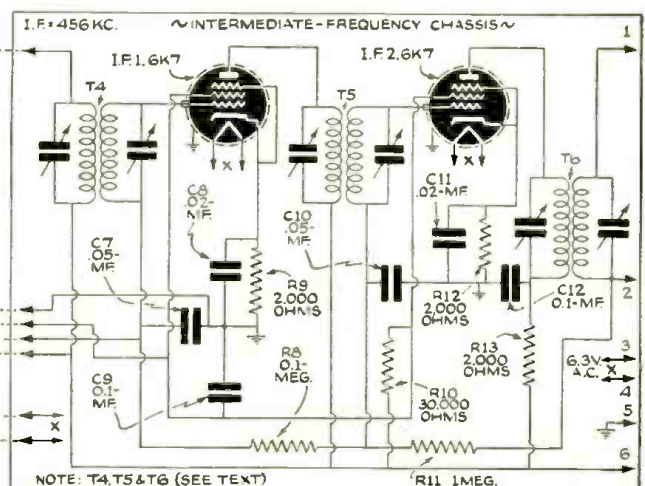 I.F.=456 KC.
~INTERMEDIATE-FREQUENCY CHASSIS~
I.F.1, 6K7
I.F.2, 6K7
1
T4
T5
T6
X
X
C8
.02-
MF.
C10
.05-
MF.
C11
.02-MF.
C7
.05-
MF.
R9
2,000
OHMS
R12
2,000
OHMS
C12
0.1-MF.
2
R8
0.1-
MEG.
R13
2,000
OHMS
6.3V.
A.C.
X
3
4
C9
0.1-
MF.
R10
30,000
OHMS
5
X
6
NOTE: T4, T5 & T6 (SEE TEXT)
R11 1 MEG.